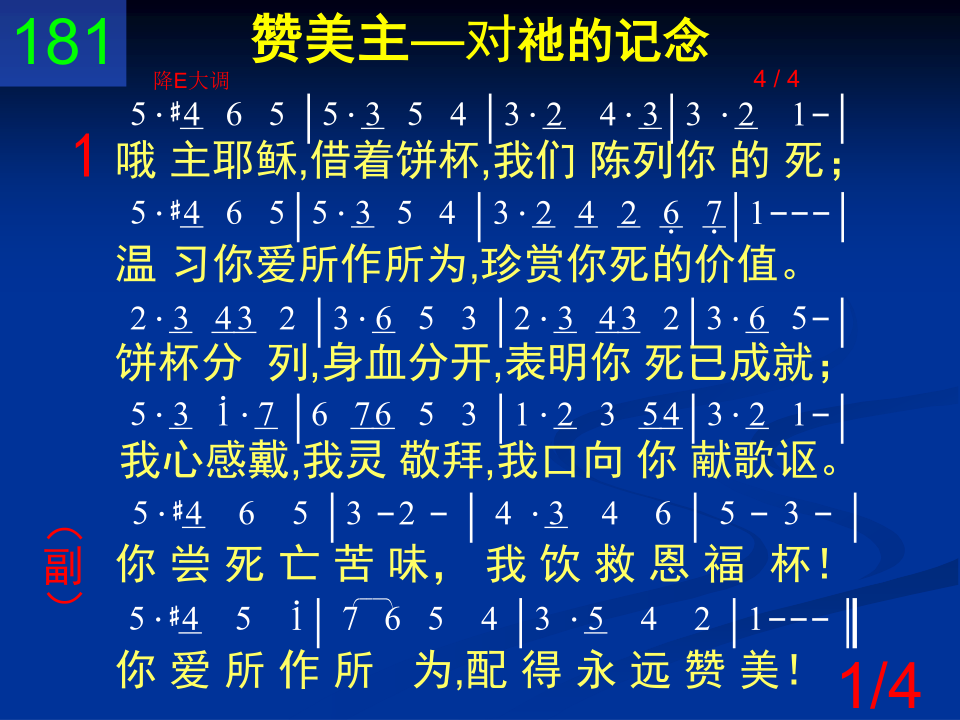 181
赞美主—对祂的记念
降E大调 4 / 4
5 · #4 6 5 | 5 · 3 5 4 | 3 · 2 4 · 3 | 3 · 2 1 - |
1 哦 主耶稣,借着饼杯,我们 陈列你 的 死;
5 · #4 6 5 | 5 · 3 5 4 | 3 · 2 4 2 6̣ 7̣ | 1 - - - |
温 习你爱所作所为,珍赏你死的价值。
2 · 3 43 2 | 3 · 6 5 3 | 2 · 3 43 2 | 3 · 6 5 - |
饼杯分 列,身血分开,表明你 死已成就;
5 · 3 i · 7 | 6 76 5 3 | 1 · 2 3 54 | 3 · 2 1 - |
我心感戴,我灵 敬拜,我口向 你 献歌讴。
5 · #4 6 5 | 3 - 2 - | 4 · 3 4 6 | 5 - 3 - |
(副) 你 尝 死 亡 苦 味, 我 饮 救 恩 福 杯!
5 · #4 5 i | 7 6 5 4 | 3 · 5 4 2 | 1 - - - ‖
你 爱 所 作 所 为,配 得 永 远 赞 美!
1/4